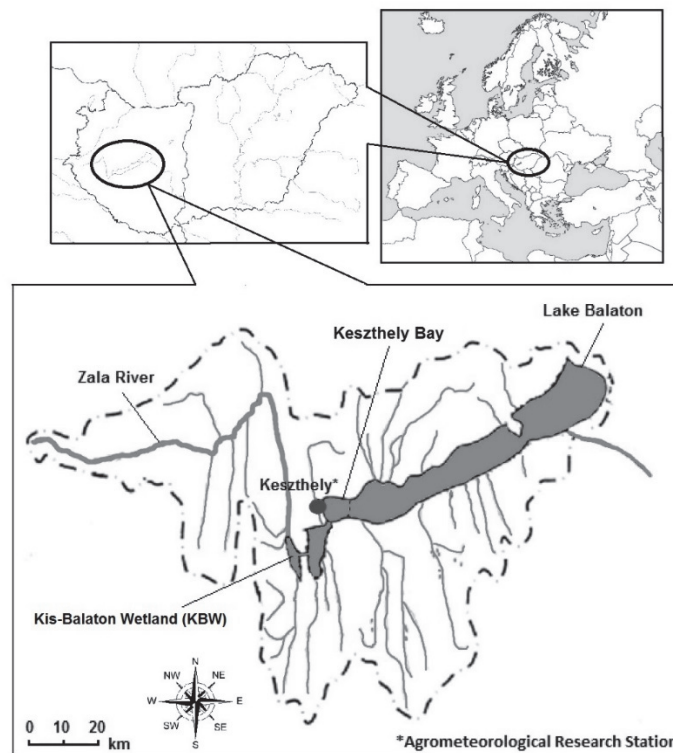 Lake Balaton
Keszthely Bay
Zala River
Keszthely*
Kis-Balaton Wetland (KBW)
N
NW NE
W E
SW SE
S
0 10 20
km
*Agrometeorological Research Station